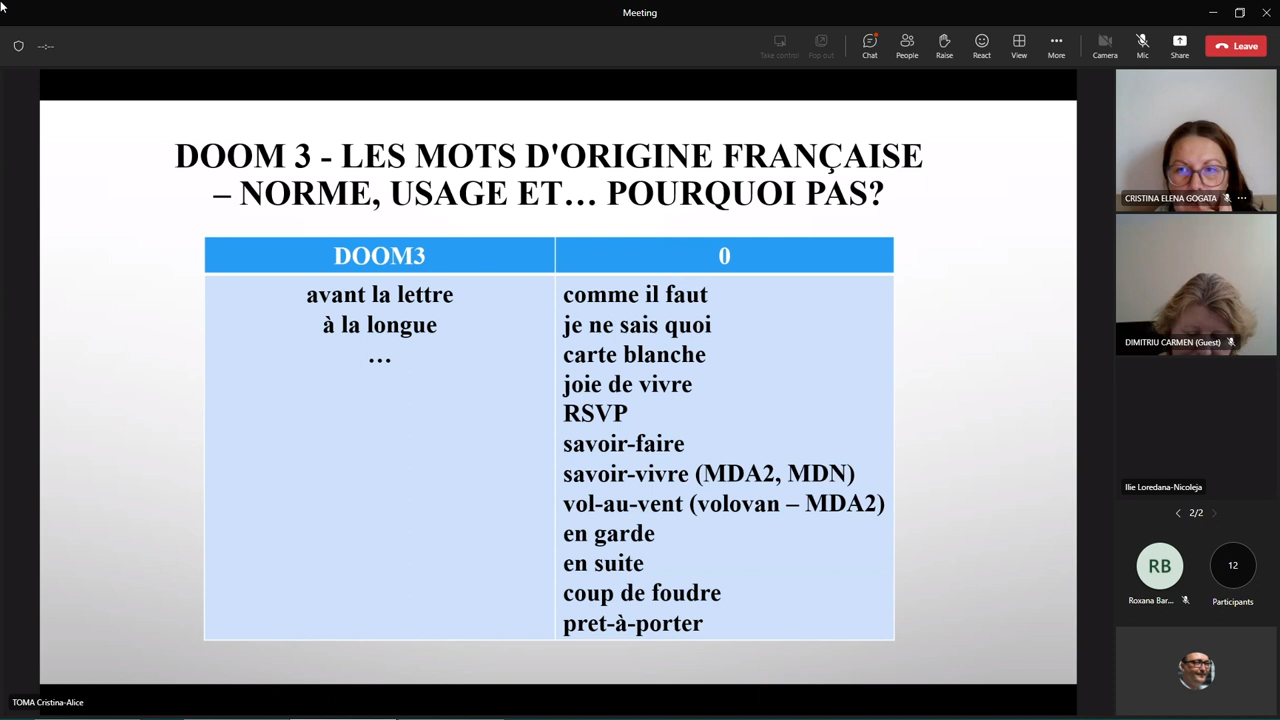 Meeting
--:--
Take control
Pop out
Chat
People
Raise
React
View
More
Camera
Mic
Share
Leave
DOOM 3 - LES MOTS D'ORIGINE FRANÇAISE
– NORME, USAGE ET… POURQUOI PAS?
DOOM3
0
avant la lettre
à la longue
…
comme il faut
je ne sais quoi
carte blanche
joie de vivre
RSVP
savoir-faire
savoir-vivre (MDA2, MDN)
vol-au-vent (volovan – MDA2)
en garde
en suite
coup de foudre
pret-à-porter
CRISTINA ELENA GOGATA
DIMITRIU CARMEN (Guest)
Ilie Loredana-Nicoleja
2/2
RB
12
Roxana Bar...
Participants
TOMA Cristina-Alice